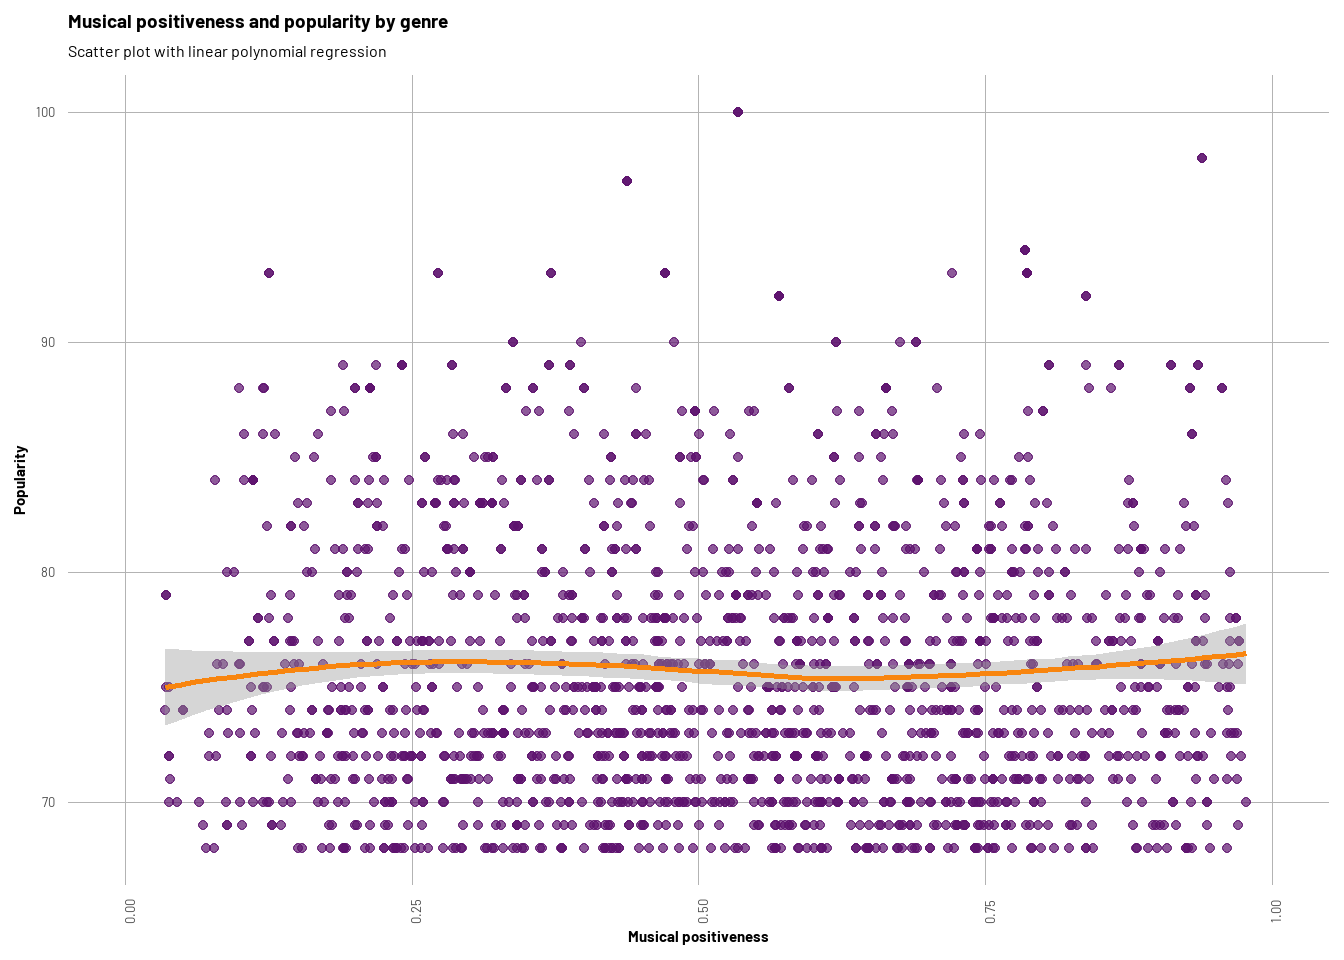 Musical positiveness and popularity by genre
Scatter plot with linear polynomial regression
100
90
80
70
Popularity
0.00
0.25
0.50
0.75
1.00
Musical positiveness